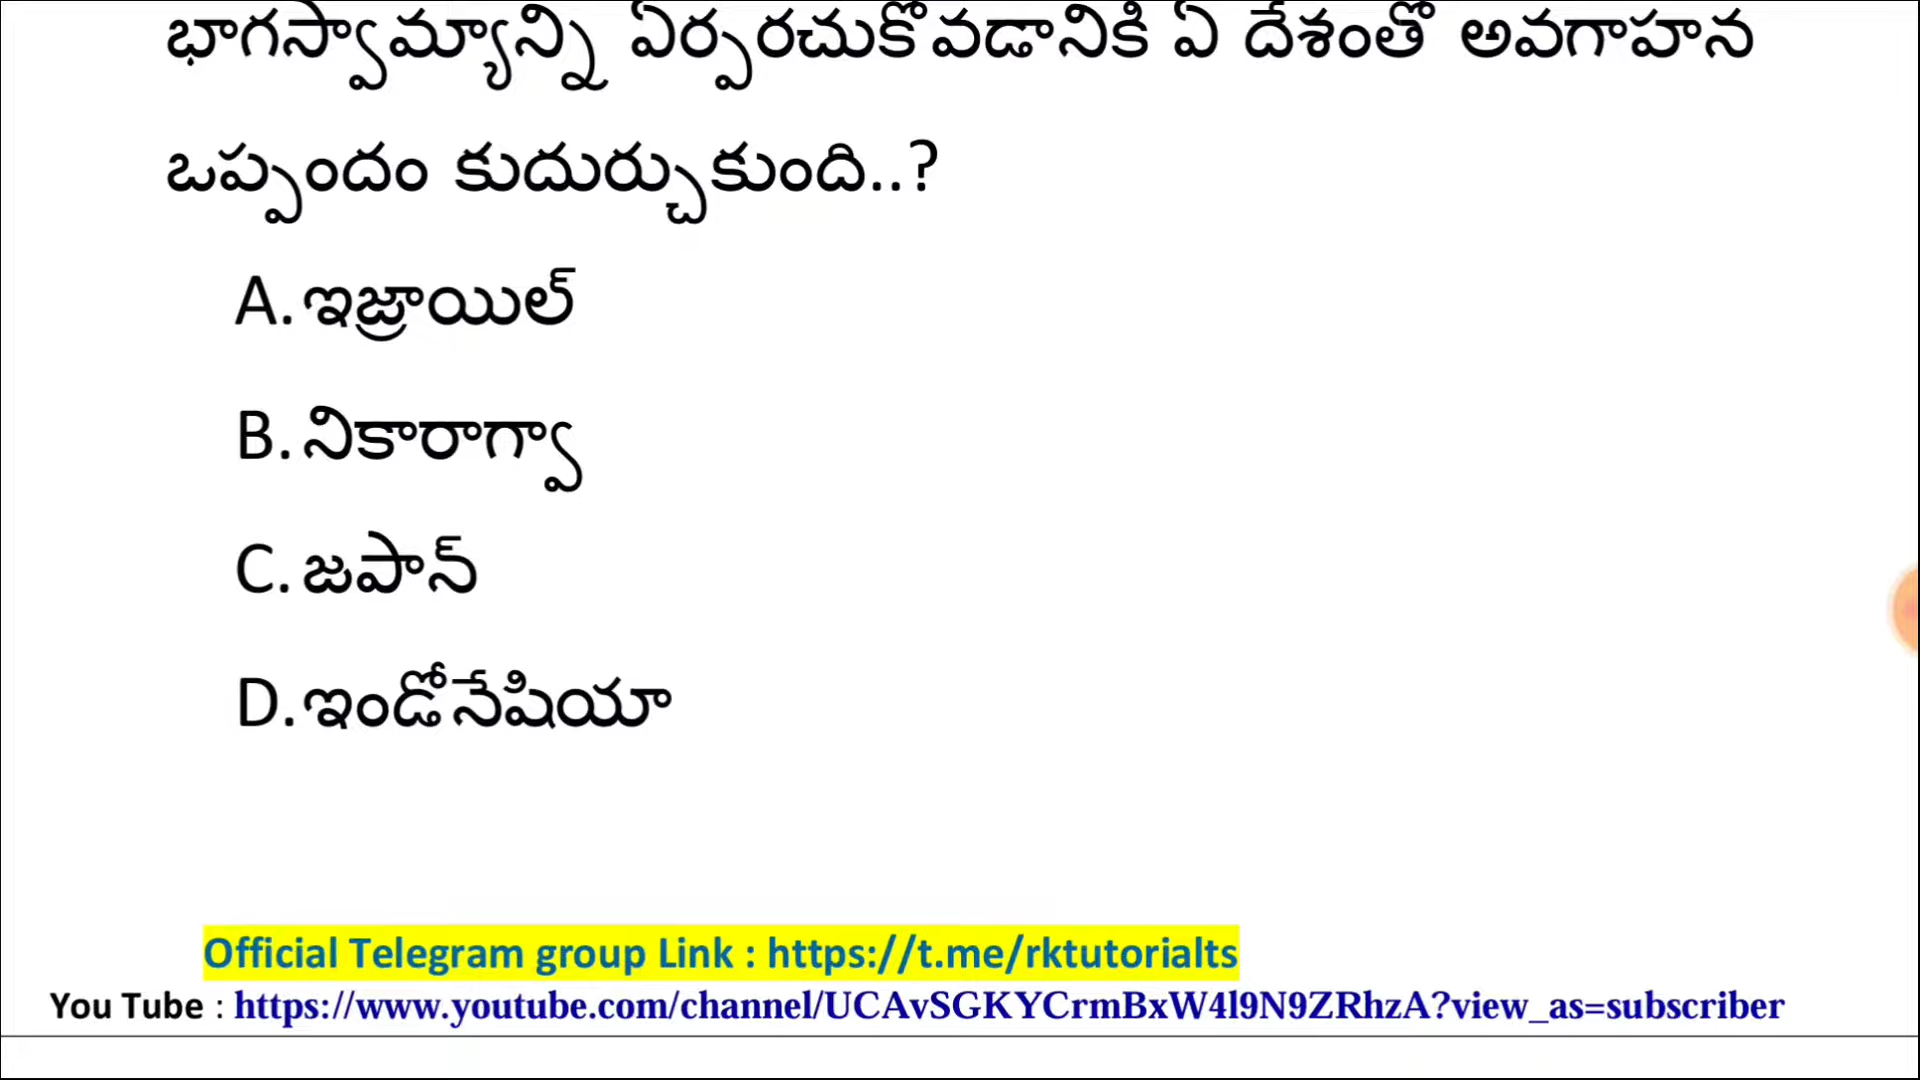 భాగస్వామ్యాన్ని ఏర్పరచుకోవడానికి ఏ దేశంతో అవగాహన
ఒప్పందం కుదుర్చుకుంది..?
A. ఇజ్రాయిల్
B. నికారాగ్వా
C. జపాన్
D. ఇండోనేషియా
Official Telegram group Link : https://t.me/rktutorialts
You Tube : https://www.youtube.com/channel/UCAvSGKYCrmBxW4l9N9ZRhzA?view_as=subscriber